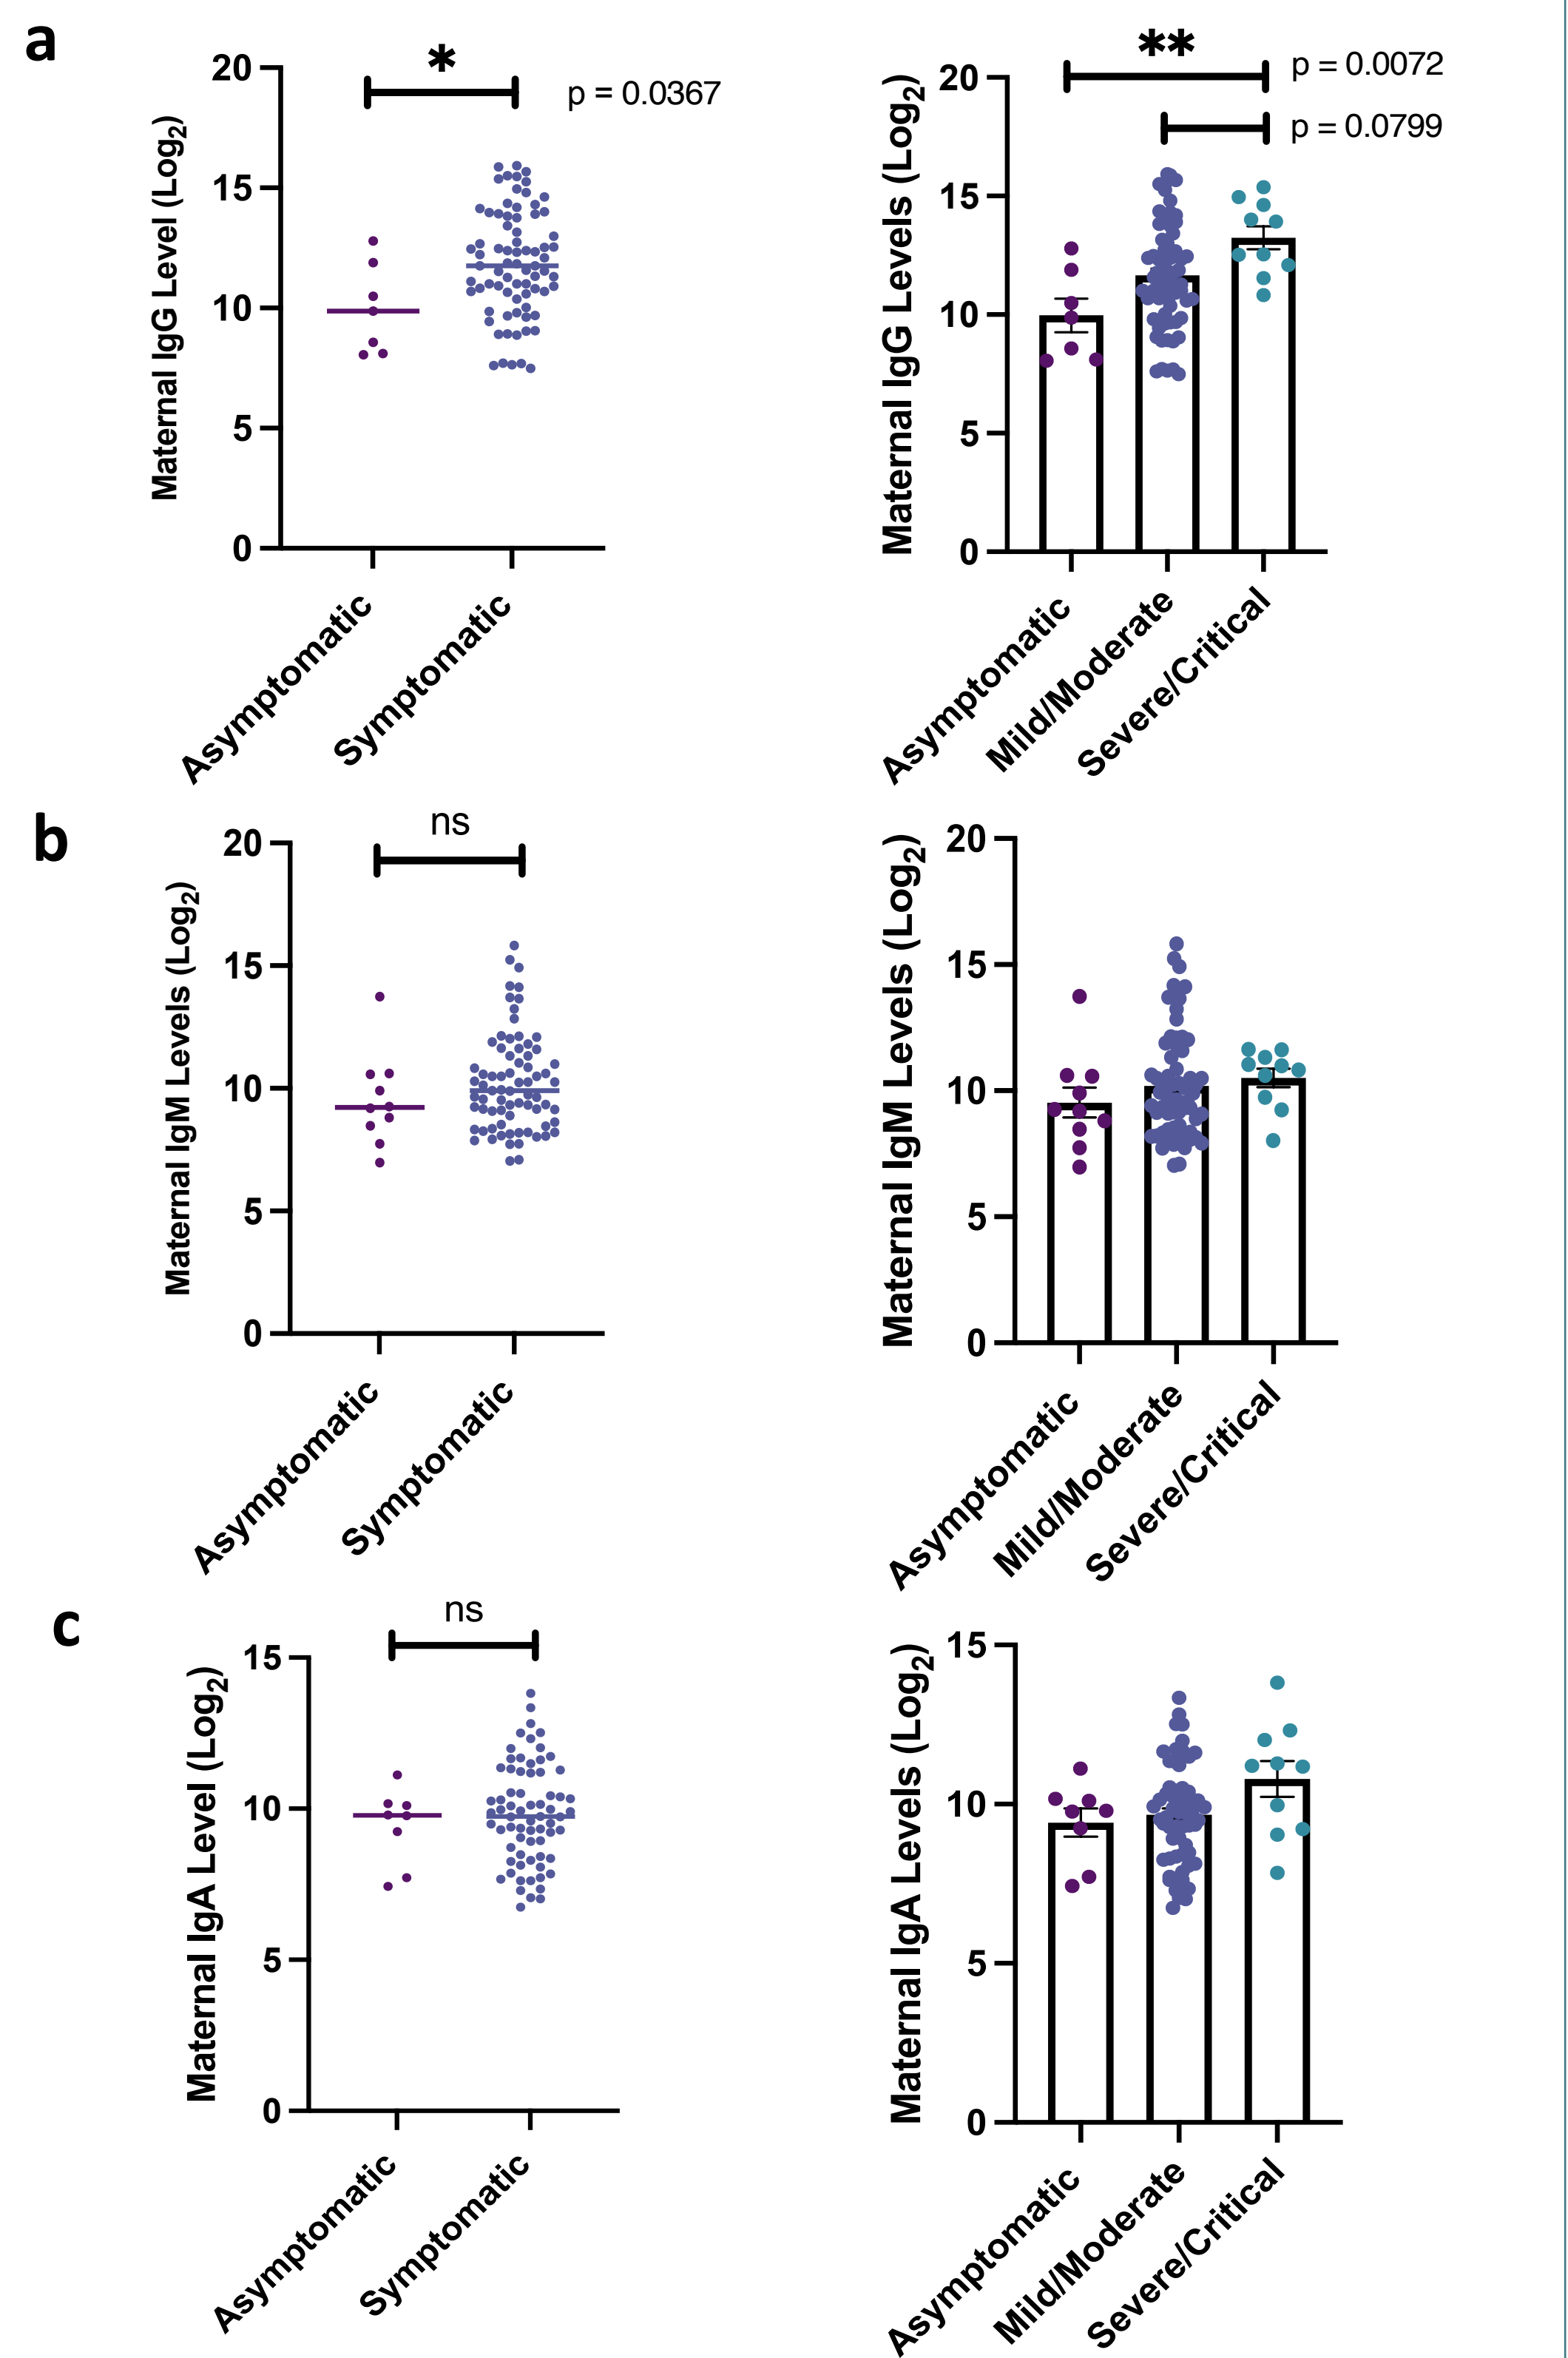 a
*
p = 0.0367
20
15
10
5
0
Maternal IgG Level (Log2)
Asymptomatic
Symptomatic
**
p = 0.0072
p = 0.0799
20
15
10
5
0
Maternal IgG Levels (Log2)
Asymptomatic
Mild/Moderate
Severe/Critical
b
ns
20
15
10
5
0
Maternal IgM Levels (Log2)
Asymptomatic
Symptomatic
20
15
10
5
0
Maternal IgM Levels (Log2)
Asymptomatic
Mild/Moderate
Severe/Critical
c
ns
15
10
5
0
Maternal IgA Level (Log2)
Asymptomatic
Symptomatic
15
10
5
0
Maternal IgA Levels (Log2)
Asymptomatic
Mild/Moderate
Severe/Critical